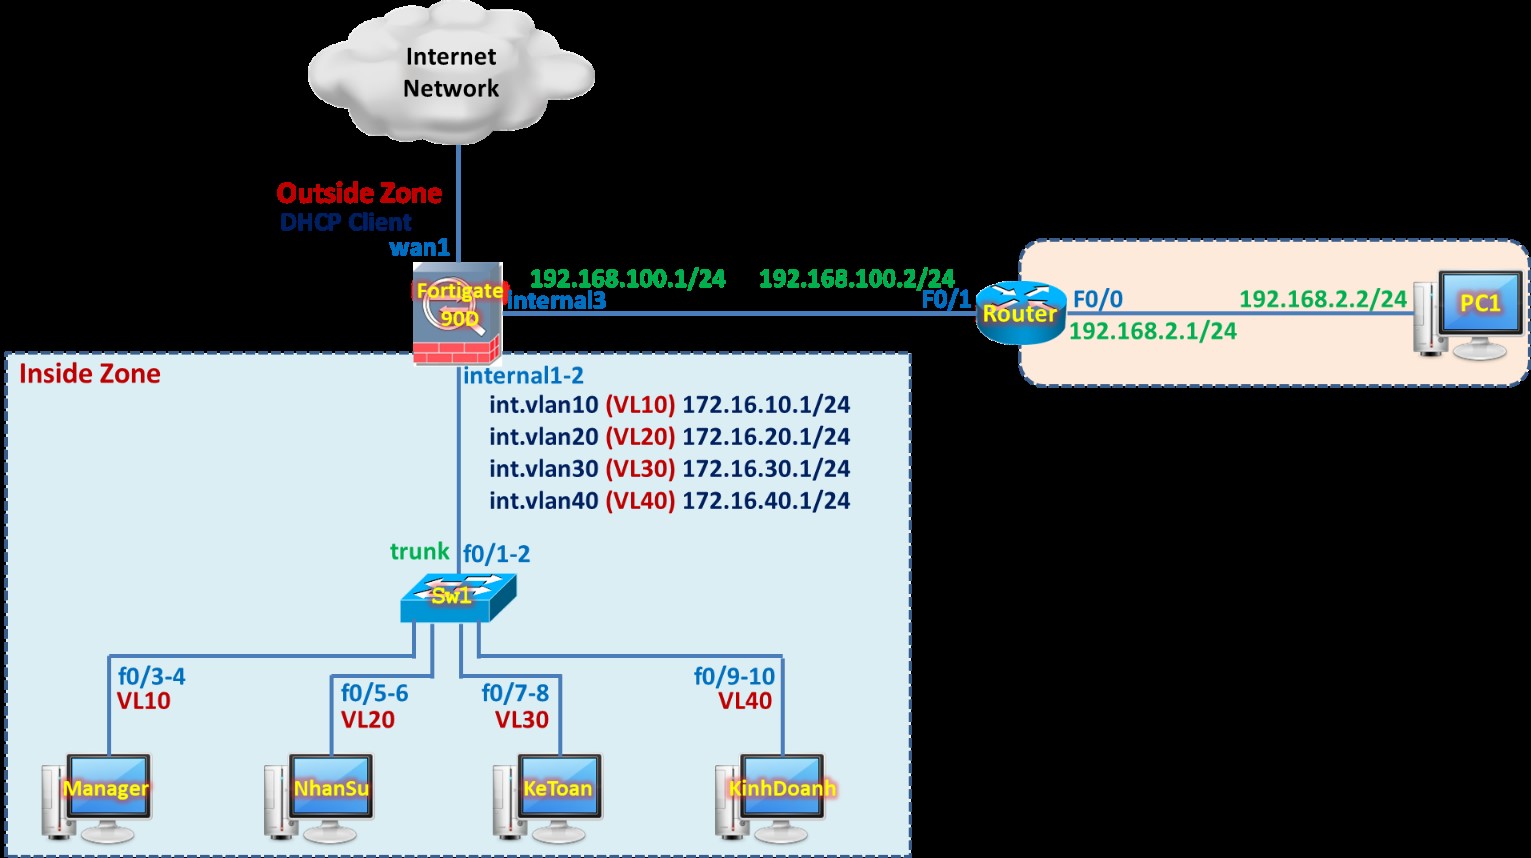 Internet
Network
Outside Zone
DHCP Client
wan1
Fortigate
90D
192.168.100.1/24
internal3
192.168.100.2/24
F0/1
Router
F0/0
192.168.2.1/24
192.168.2.2/24
PC1
Inside Zone
internal1-2
int.vlan10 (VL10) 172.16.10.1/24
int.vlan20 (VL20) 172.16.20.1/24
int.vlan30 (VL30) 172.16.30.1/24
int.vlan40 (VL40) 172.16.40.1/24
trunk
f0/1-2
Sw1
f0/3-4
VL10
f0/5-6
VL20
f0/7-8
VL30
f0/9-10
VL40
Manager
NhanSu
KeToan
KinhDoanh